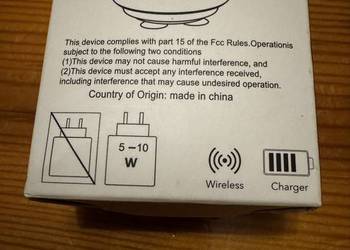 This device complies with part 15 of the Fcc Rules.Operationis
subject to the following two conditions
(1)This device may not cause harmful interference, and
(2)This device must accept any interference received,
including interference that may cause undesired operation.
Country of Origin: made in china
5 – 10
W
Wireless
Charger